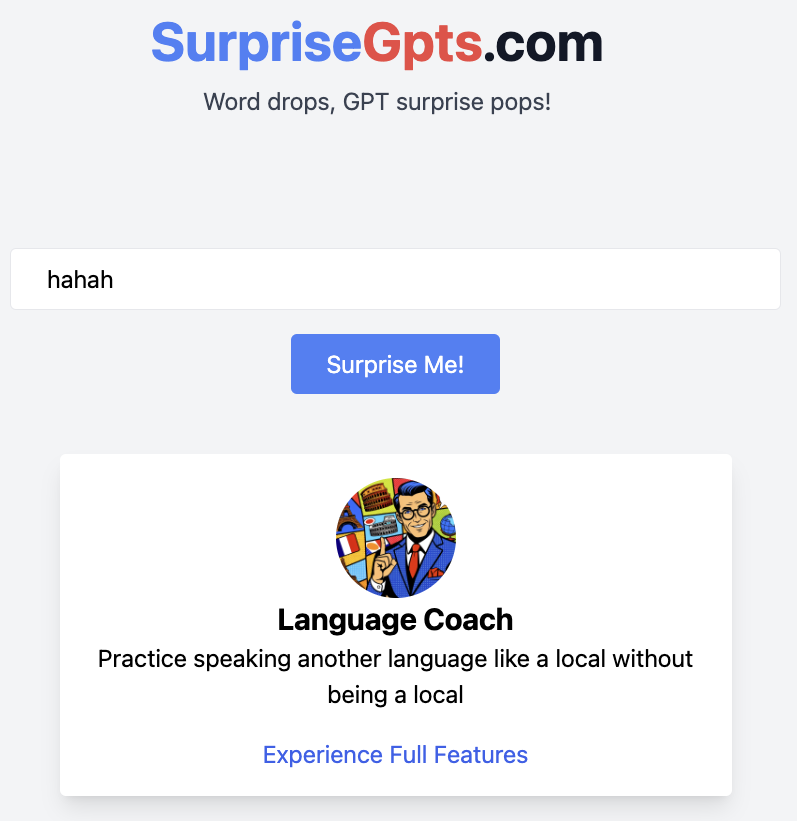 SurpriseGpts.com
Word drops, GPT surprise pops!
hahah
Surprise Me!
Language Coach
Practice speaking another language like a local without
being a local
Experience Full Features